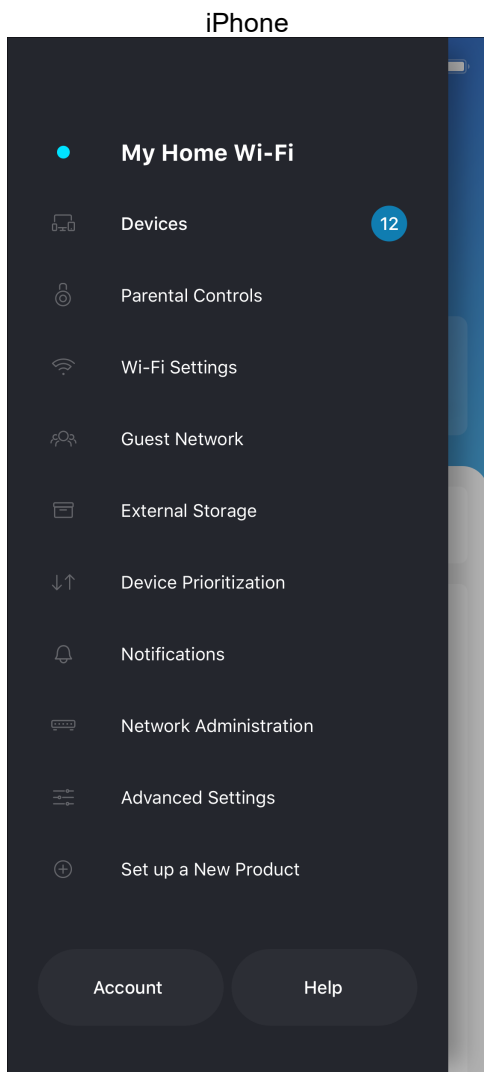 iPhone
My Home Wi-Fi
Devices 12
Parental Controls
Wi-Fi Settings
Guest Network
External Storage
Device Prioritization
Notifications
Network Administration
Advanced Settings
Set up a New Product
Account Help